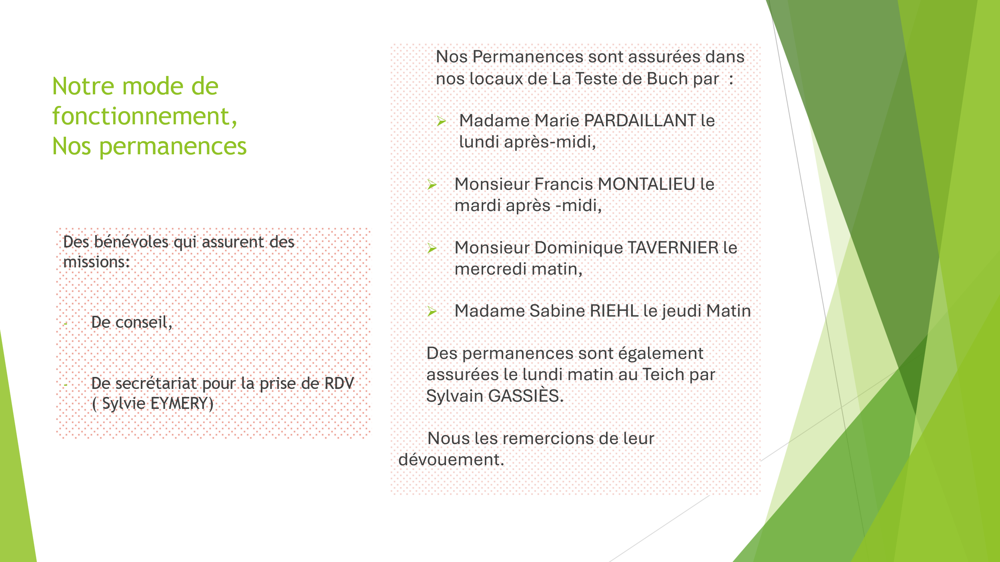 Notre mode de
fonctionnement,
Nos permanences
Des bénévoles qui assurent des
missions:
- De conseil,
- De secrétariat pour la prise de RDV
( Sylvie EYMERY)
Nos Permanences sont assurées dans
nos locaux de La Teste de Buch par :
➢ Madame Marie PARDAILLANT le
lundi après-midi,
➢ Monsieur Francis MONTALIEU le
mardi après -midi,
➢ Monsieur Dominique TAVERNIER le
mercredi matin,
➢ Madame Sabine RIEHL le jeudi Matin
Des permanences sont également
assurées le lundi matin au Teich par
Sylvain GASSIÈS.
Nous les remercions de leur
dévouement.